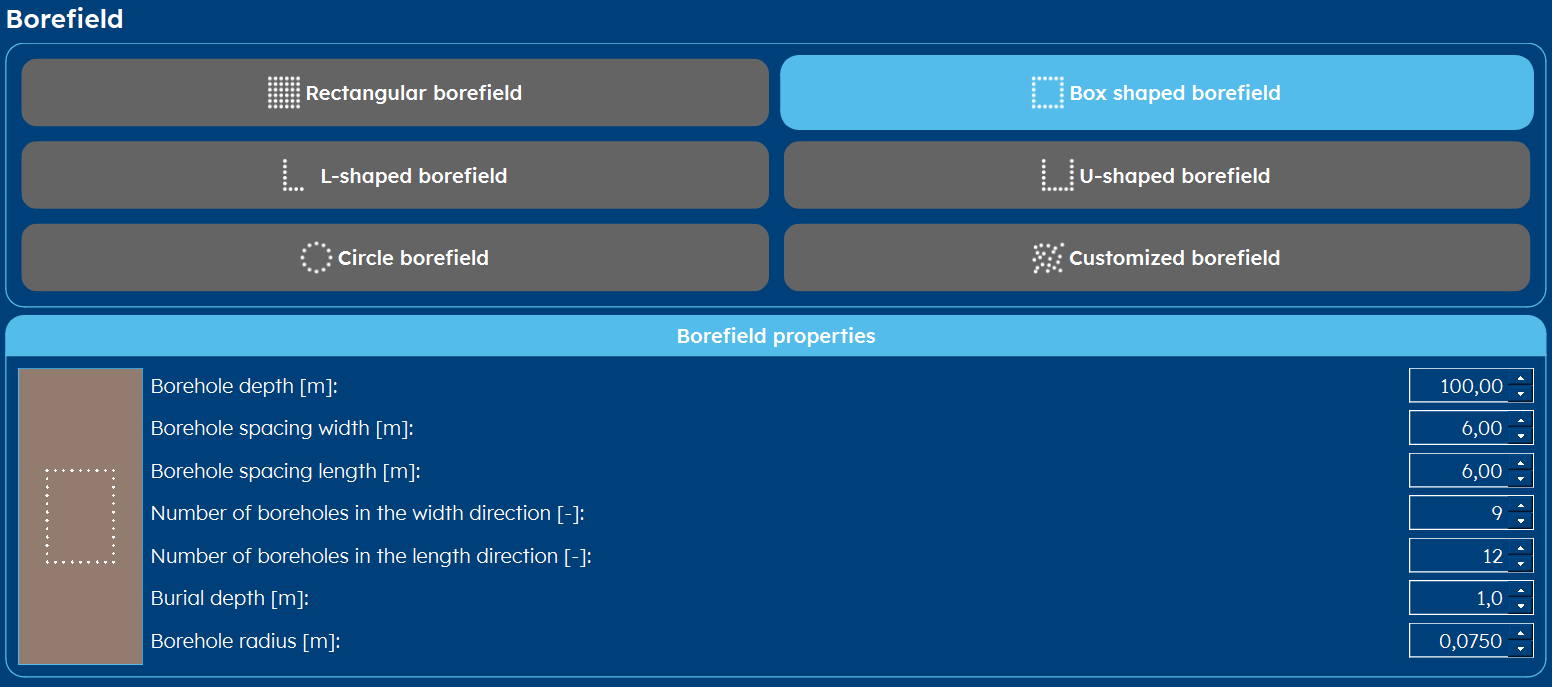 Borefield
Rectangular borefield
Box shaped borefield
L-shaped borefield
U-shaped borefield
Circle borefield
Customized borefield
Borefield properties
Borehole depth [m]: 100,00
Borehole spacing width [m]: 6,00
Borehole spacing length [m]: 6,00
Number of boreholes in the width direction [-]: 9
Number of boreholes in the length direction [-]: 12
Burial depth [m]: 1,0
Borehole radius [m]: 0,0750